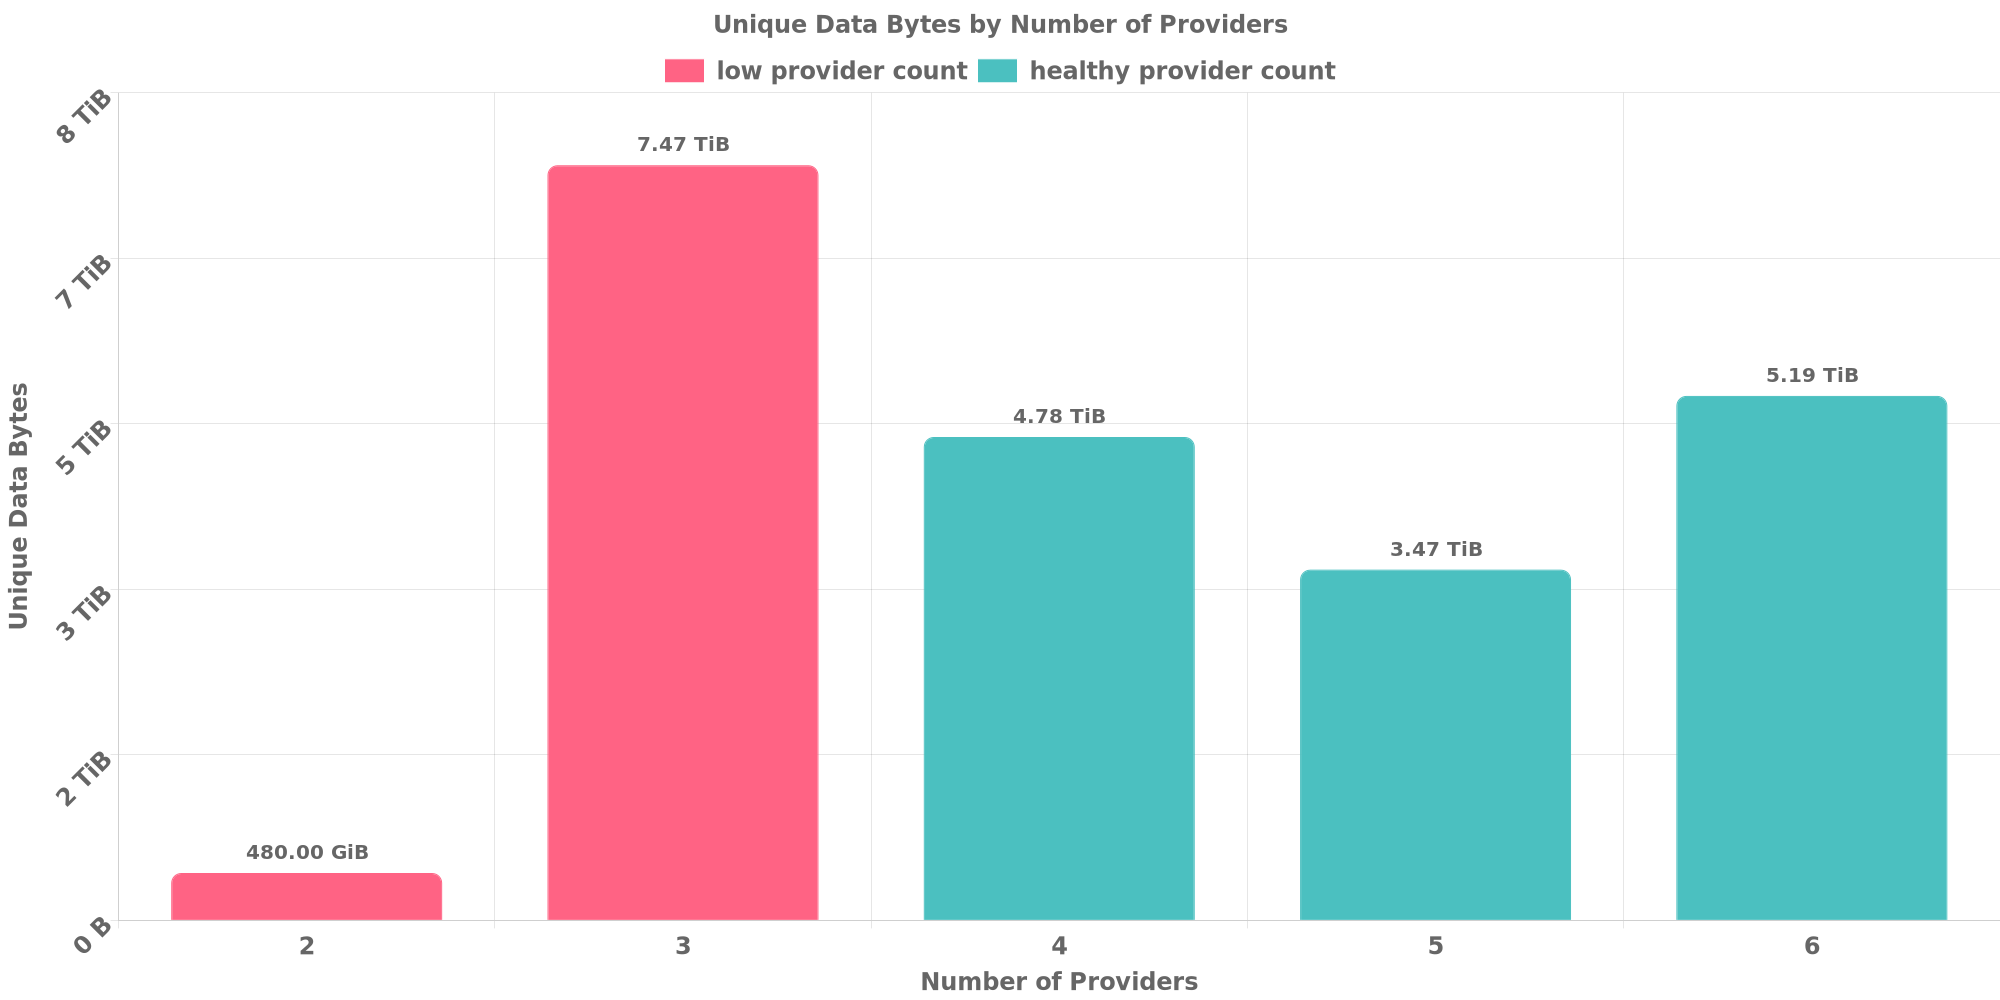 Unique Data Bytes by Number of Providers
low provider count healthy provider count
8 TiB
7 TiB
5 TiB
3 TiB
2 TiB
0 B
Unique Data Bytes
480.00 GiB
7.47 TiB
4.78 TiB
3.47 TiB
5.19 TiB
2 3 4 5 6
Number of Providers